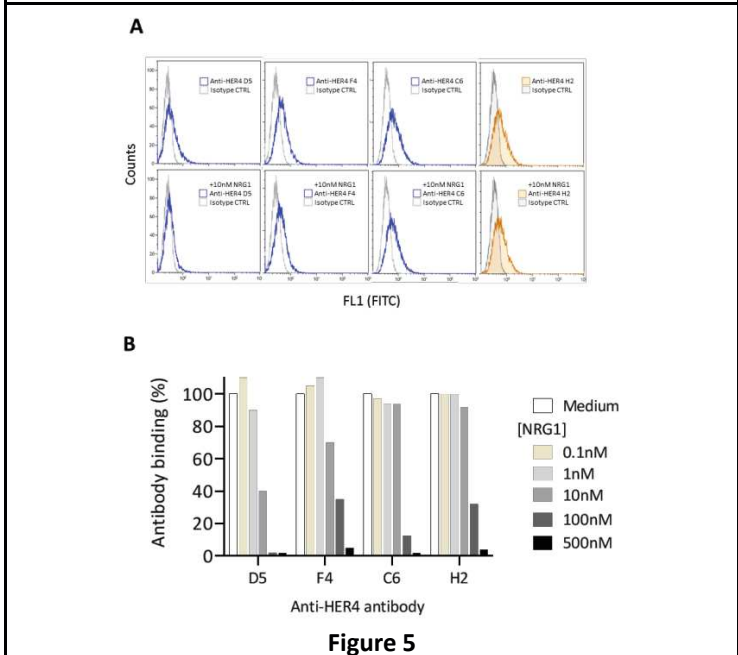 A
Anti-HER4 D5
Isotype CTRL
Anti-HER4 F4
Isotype CTRL
Anti-HER4 C6
Isotype CTRL
Anti-HER4 H2
Isotype CTRL
+10nM NRG1
Anti-HER4 D5
Isotype CTRL
+10nM NRG1
Anti-HER4 F4
Isotype CTRL
+10nM NRG1
Anti-HER4 C6
Isotype CTRL
+10nM NRG1
Anti-HER4 H2
Isotype CTRL
Counts
FL1 (FITC)
B
Antibody binding (%)
100
80
60
40
20
0
D5 F4 C6 H2
Anti-HER4 antibody
Medium
[NRG1]
0.1nM
1nM
10nM
100nM
500nM
Figure 5